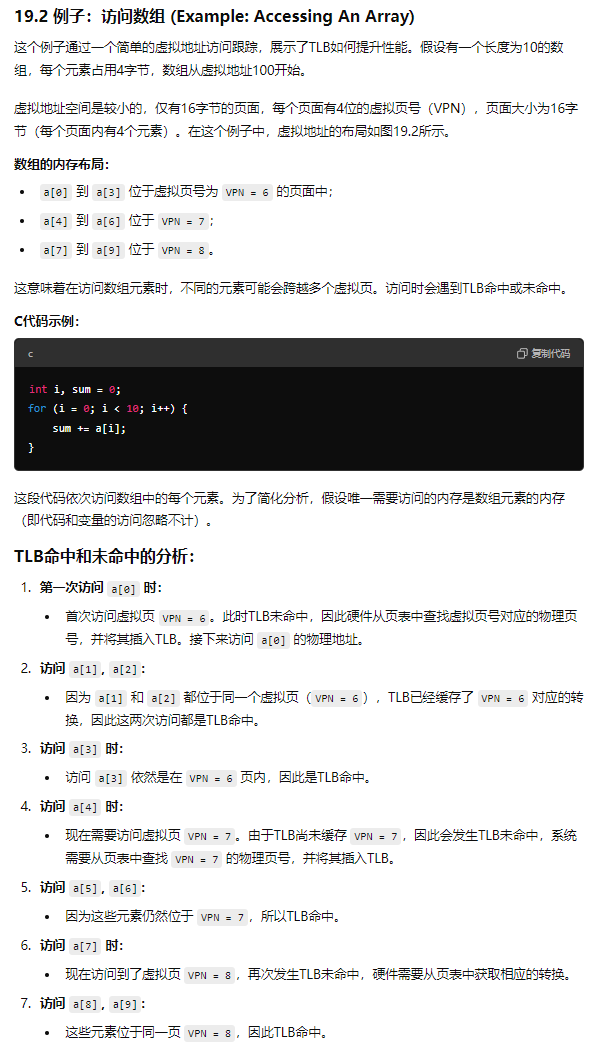 19.2 例子：访问数组 (Example: Accessing An Array)
这个例子通过一个简单的虚拟地址访问跟踪，展示了TLB如何提升性能。假设有一个长度为10的数
组，每个元素占用4字节，数组从虚拟地址100开始。
虚拟地址空间是较小的，仅有16字节的页面，每个页面有4位的虚拟页号（VPN），页面大小为16字
节（每个页面内有4个元素）。在这个例子中，虚拟地址的布局如图19.2所示。
数组的内存布局：
• a[0] 到 a[3] 位于虚拟页号为 VPN = 6 的页面中；
• a[4] 到 a[6] 位于 VPN = 7；
• a[7] 到 a[9] 位于 VPN = 8。
这意味着在访问数组元素时，不同的元素可能会跨越多个虚拟页。访问时会遇到TLB命中或未命中。
C代码示例：
c 复制代码
int i, sum = 0;
for (i = 0; i < 10; i++) {
    sum += a[i];
}
这段代码依次访问数组中的每个元素。为了简化分析，假设唯一需要访问的内存是数组元素的内存
（即代码和变量的访问忽略不计）。
TLB命中和未命中的分析：
1. 第一次访问 a[0] 时：
• 首次访问虚拟页 VPN = 6。此时TLB未命中，因此硬件从页表中查找虚拟页号对应的物理页
号，并将其插入TLB。接下来访问 a[0] 的物理地址。
2. 访问 a[1], a[2]：
• 因为 a[1] 和 a[2] 都位于同一个虚拟页（VPN = 6），TLB已经缓存了 VPN = 6 对应的转
换，因此这两次访问都是TLB命中。
3. 访问 a[3] 时：
• 访问 a[3] 依然是在 VPN = 6 页内，因此是TLB命中。
4. 访问 a[4] 时：
• 现在需要访问虚拟页 VPN = 7。由于TLB尚未缓存 VPN = 7，因此会发生TLB未命中，系统
需要从页表中查找 VPN = 7 的物理页号，并将其插入TLB。
5. 访问 a[5], a[6]：
• 因为这些元素仍然位于 VPN = 7，所以TLB命中。
6. 访问 a[7] 时：
• 现在访问到了虚拟页 VPN = 8，再次发生TLB未命中，硬件需要从页表中获取相应的转换。
7. 访问 a[8], a[9]：
• 这些元素位于同一页 VPN = 8，因此TLB命中。